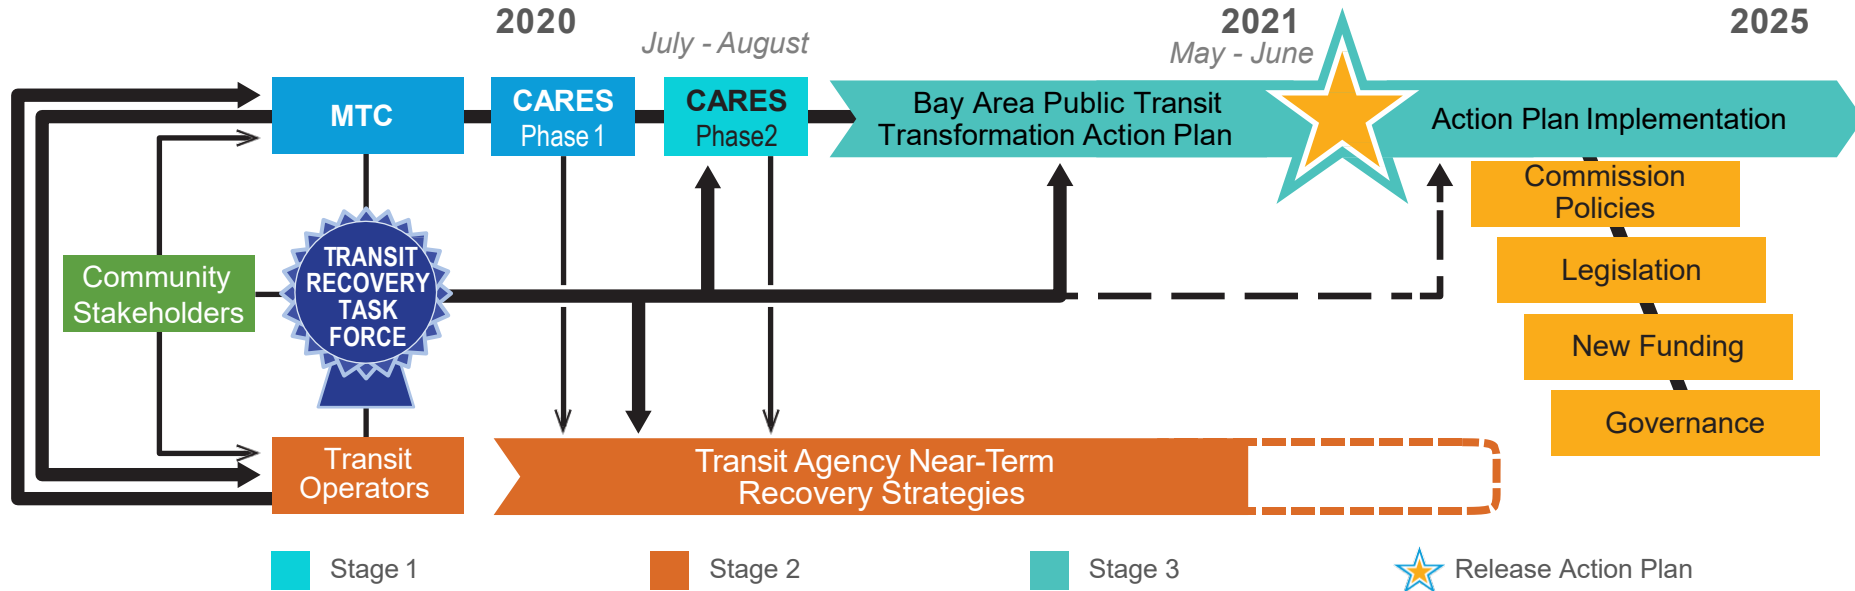 2020
2021
2025
July - August
May - June
MTC
CARES
Phase 1
CARES
Phase2
Bay Area Public Transit
Transformation Action Plan
Action Plan Implementation
Commission
Policies
Legislation
New Funding
Governance
Community
Stakeholders
TRANSIT
RECOVERY
TASK
FORCE
Transit
Operators
Transit Agency Near-Term
Recovery Strategies
Stage 1
Stage 2
Stage 3
Release Action Plan